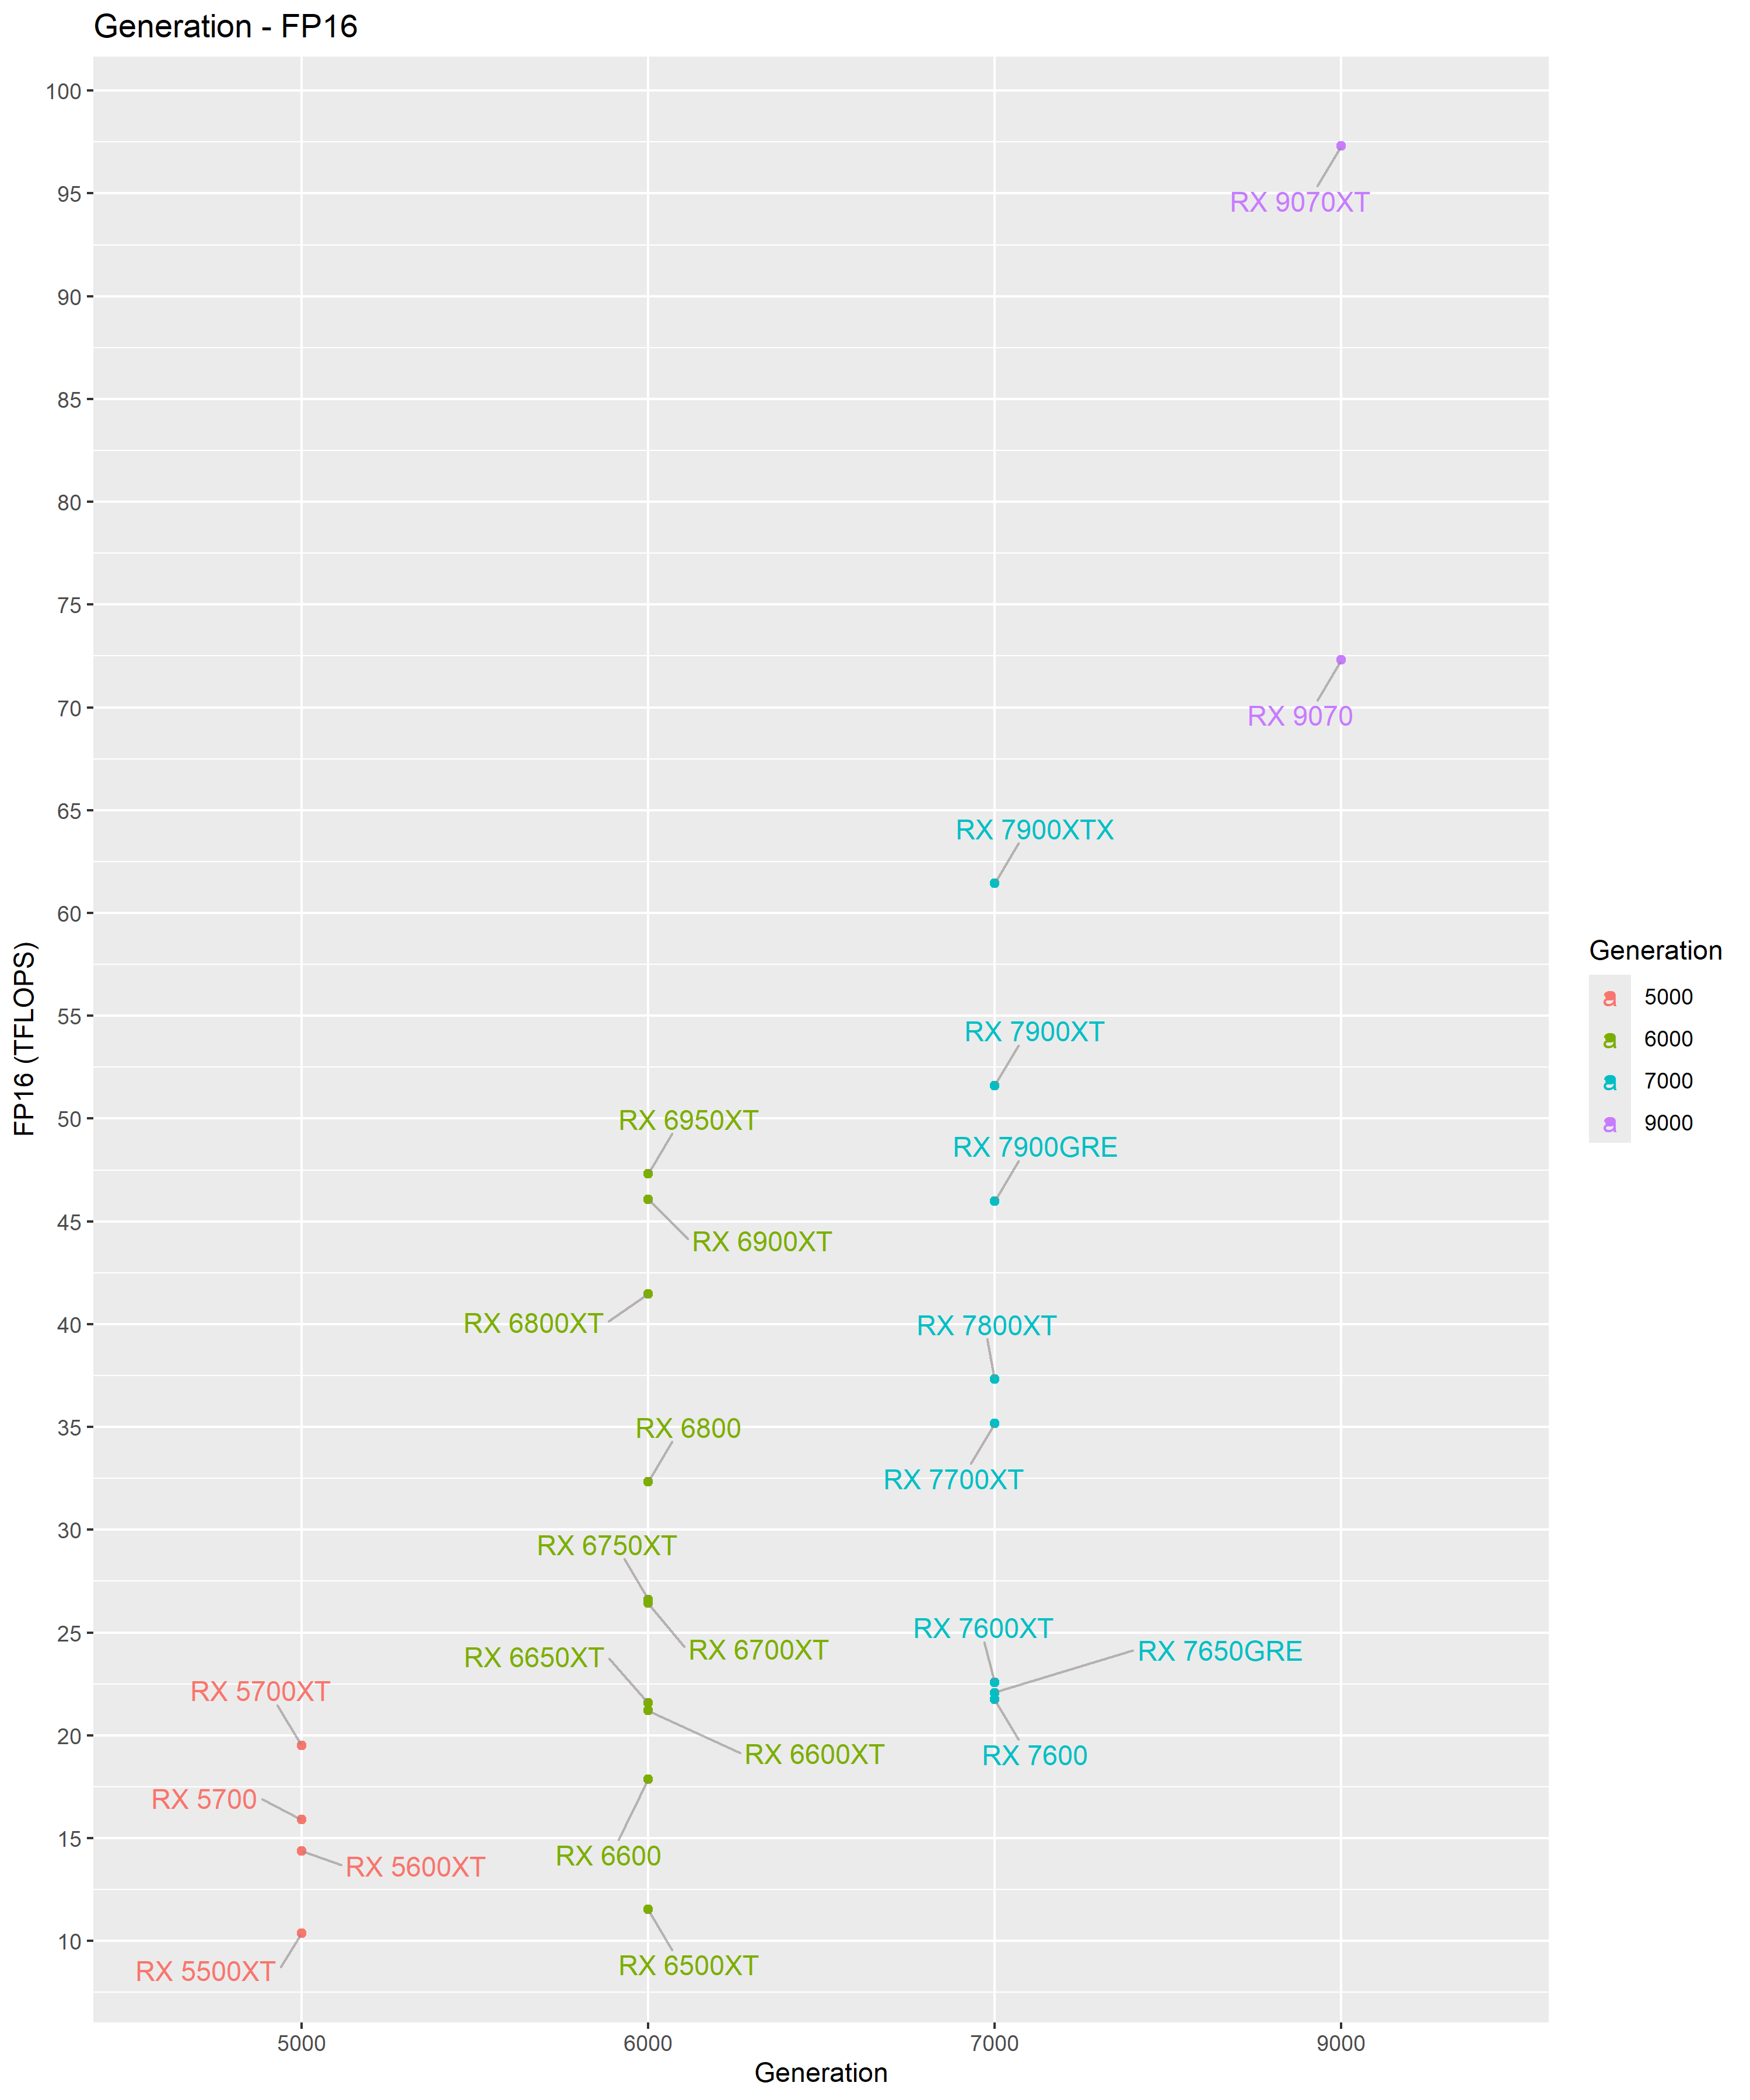 Generation - FP16
100
95
90
85
80
75
70
65
60
55
50
45
40
35
30
25
20
15
10
FP16 (TFLOPS)
RX 9070XT
RX 9070
RX 7900XTX
RX 7900XT
RX 6950XT
RX 7900GRE
RX 6900XT
RX 6800XT
RX 7800XT
RX 6800
RX 7700XT
RX 6750XT
RX 7600XT
RX 6700XT
RX 7650GRE
RX 6650XT
RX 5700XT
RX 6600XT
RX 7600
RX 5700
RX 6600
RX 5600XT
RX 6500XT
RX 5500XT
5000
6000
7000
9000
Generation
Generation
a 5000
a 6000
a 7000
a 9000